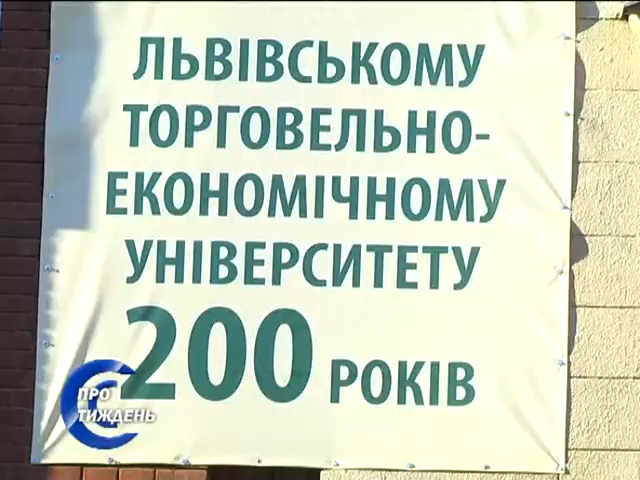 ЛЬВІВСЬКОМУ
ТОРГОВЕЛЬНО-
ЕКОНОМІЧНОМУ
УНІВЕРСИТЕТУ
200 РОКІВ
ПРО
ТИЖДЕНЬ